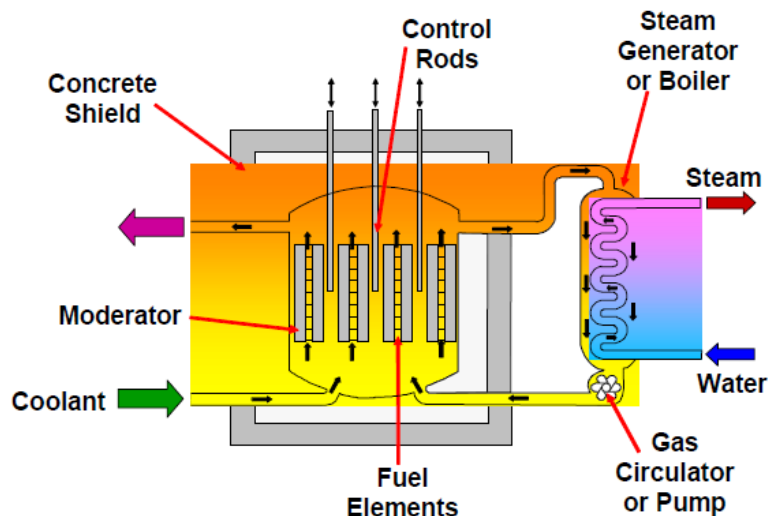 Control
Rods
Steam
Generator
or Boiler
Concrete
Shield
Steam
Moderator
Coolant
Water
Fuel
Elements
Gas
Circulator
or Pump